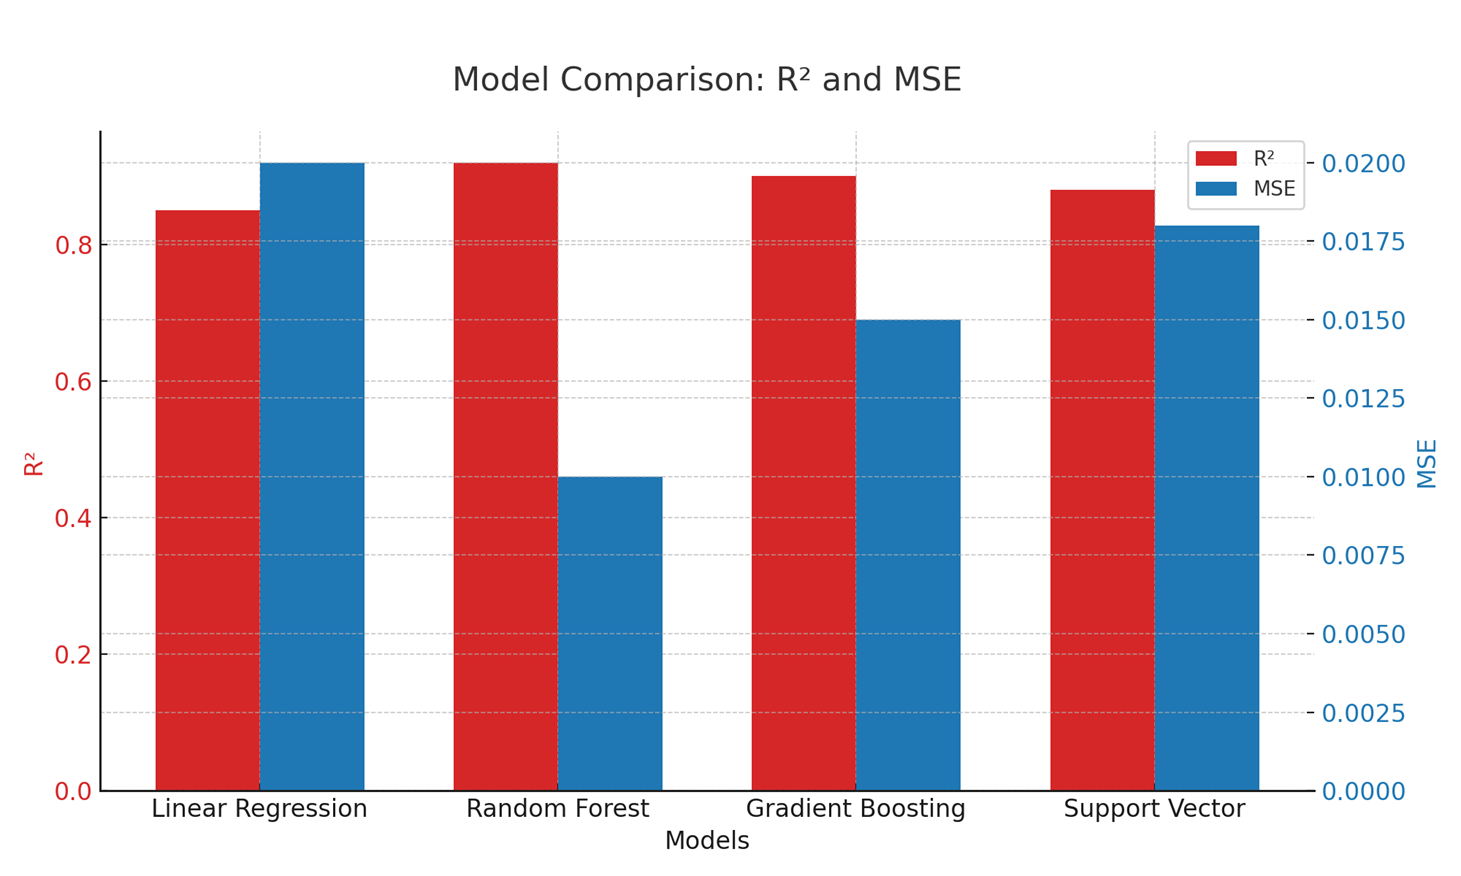 Model Comparison: R² and MSE
R²
MSE
0.8
0.6
0.4
0.2
0.0
R²
0.0200
0.0175
0.0150
0.0125
0.0100
0.0075
0.0050
0.0025
0.0000
MSE
Linear Regression Random Forest Gradient Boosting Support Vector
Models